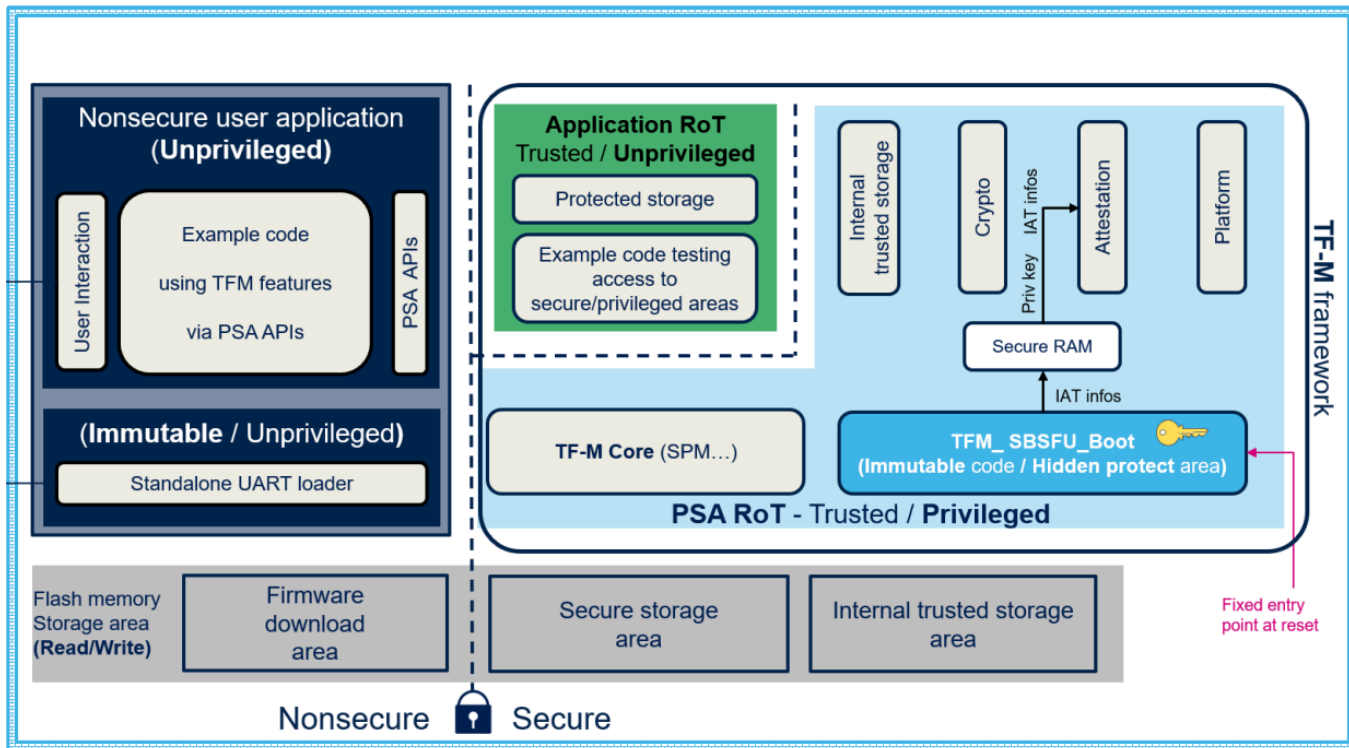 Nonsecure user application
(Unprivileged)
User Interaction
Example code
using TFM features
via PSA APIs
PSA APIs
(Immutable / Unprivileged)
Standalone UART loader
Application RoT
Trusted / Unprivileged
Protected storage
Example code testing
access to
secure/privileged areas
Internal
trusted storage
Crypto
Priv key IAT infos
Attestation
Platform
TF-M framework
Secure RAM
IAT infos
TF-M Core (SPM…)
TFM_ SBSFU_Boot
(Immutable code / Hidden protect area)
PSA RoT - Trusted / Privileged
Fixed entry
point at reset
Flash memory
Storage area
(Read/Write)
Firmware
download
area
Secure storage
area
Internal trusted storage
area
Nonsecure
Secure